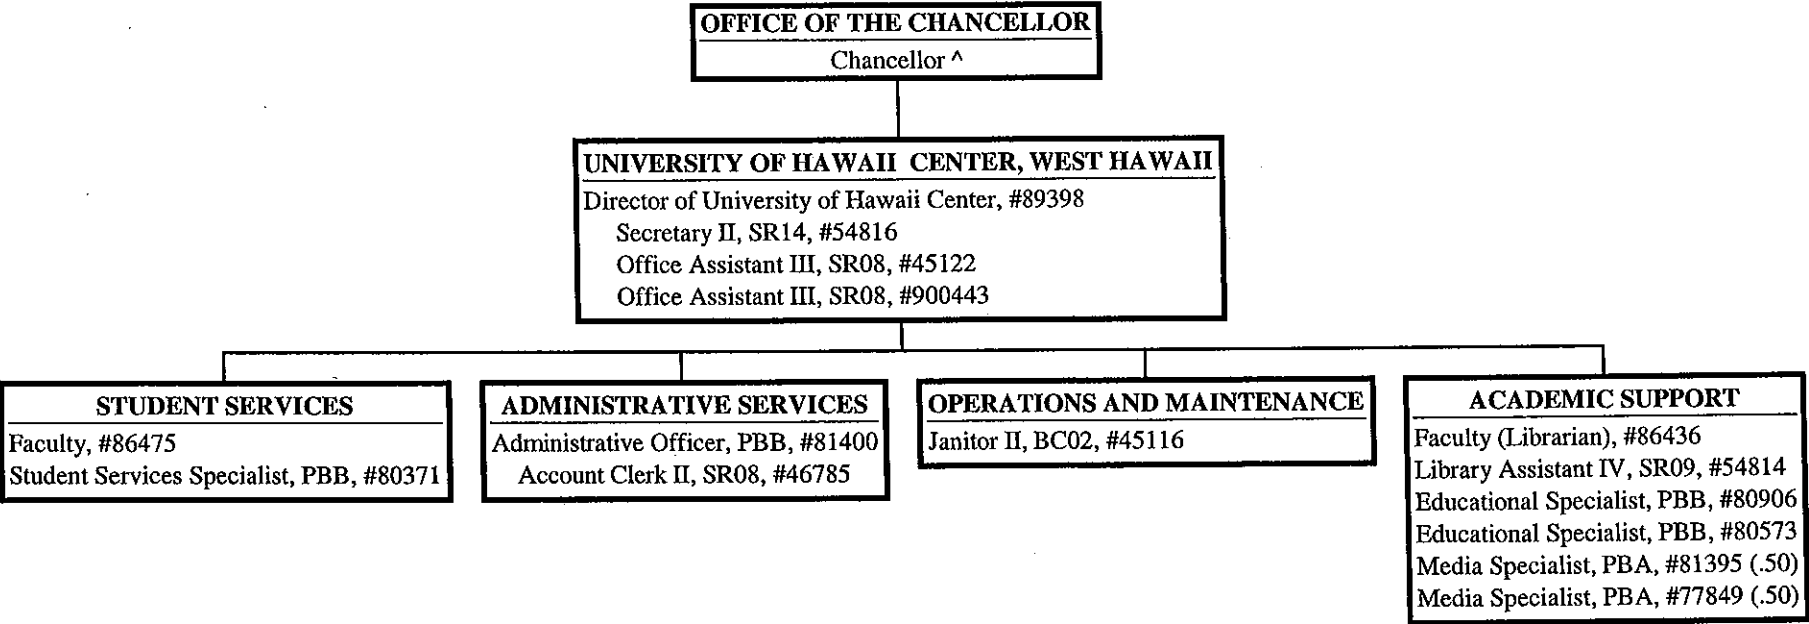 OFFICE OF THE CHANCELLOR
Chancellor ^
UNIVERSITY OF HAWAII CENTER, WEST HAWAII
Director of University of Hawaii Center, #89398
Secretary II, SR14, #54816
Office Assistant III, SR08, #45122
Office Assistant III, SR08, #900443
STUDENT SERVICES
Faculty, #86475
Student Services Specialist, PBB, #80371
ADMINISTRATIVE SERVICES
Administrative Officer, PBB, #81400
Account Clerk II, SR08, #46785
OPERATIONS AND MAINTENANCE
Janitor II, BC02, #45116
ACADEMIC SUPPORT
Faculty (Librarian), #86436
Library Assistant IV, SR09, #54814
Educational Specialist, PBB, #80906
Educational Specialist, PBB, #80573
Media Specialist, PBA, #81395 (.50)
Media Specialist, PBA, #77849 (.50)